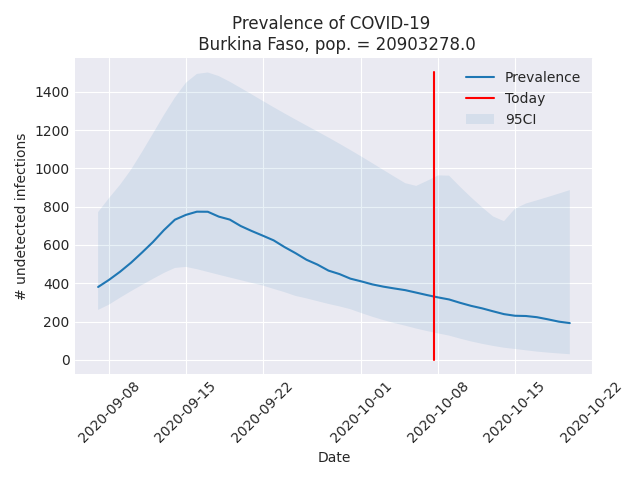 Prevalence of COVID-19
Burkina Faso, pop. = 20903278.0
Prevalence
Today
95CI
# undetected infections
1400
1200
1000
800
600
400
200
0
2020-09-08
2020-09-15
2020-09-22
2020-10-01
2020-10-08
2020-10-15
2020-10-22
Date